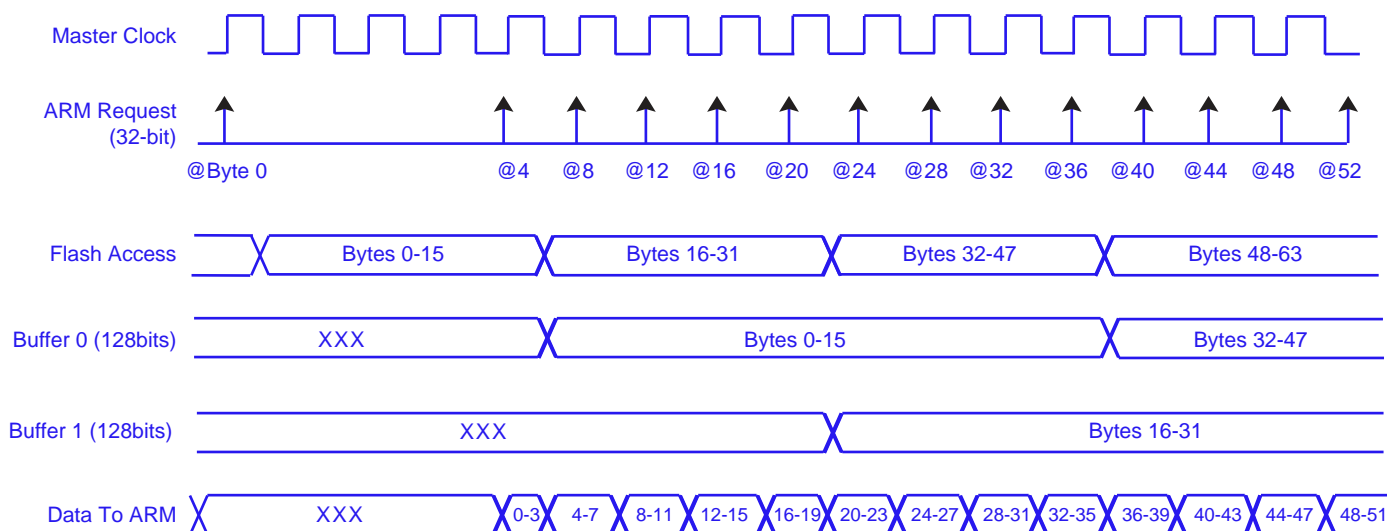 Master Clock
ARM Request
(32-bit)
@Byte 0 @4 @8 @12 @16 @20 @24 @28 @32 @36 @40 @44 @48 @52
Flash Access Bytes 0-15 Bytes 16-31 Bytes 32-47 Bytes 48-63
Buffer 0 (128bits) XXX Bytes 0-15 Bytes 32-47
Buffer 1 (128bits) XXX Bytes 16-31
Data To ARM XXX 0-3 4-7 8-11 12-15 16-19 20-23 24-27 28-31 32-35 36-39 40-43 44-47 48-51